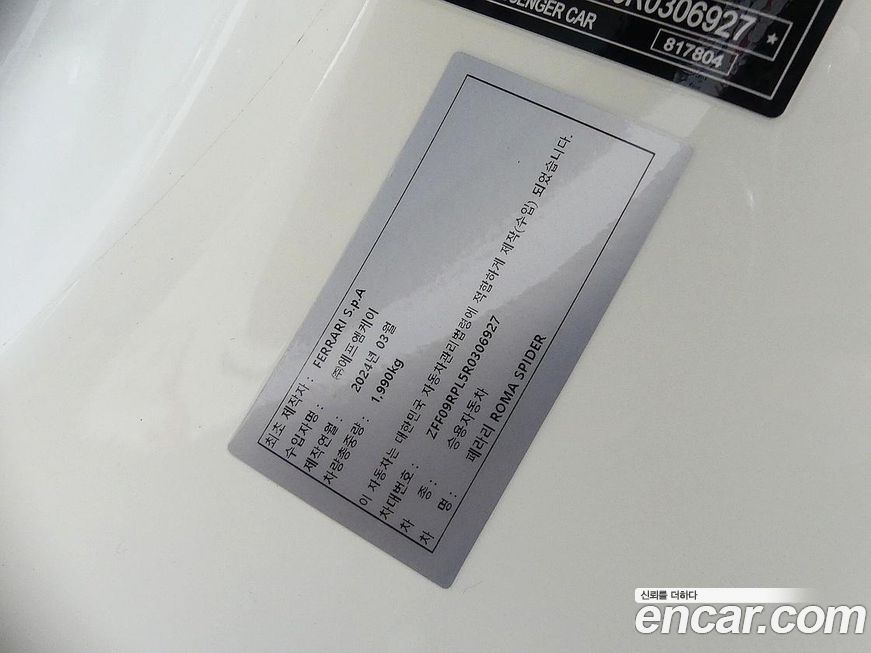 R0306927 ★
PASSENGER CAR
817804
최초 제작자 : FERRARI S.p.A
수입자명 : ㈜에프엠케이
제작연월 : 2024년 03월
차량총중량 : 1,990kg
이 자동차는 대한민국 자동차관리법령에 적합하게 제작(수입) 되었습니다.
차대번호 : ZFF09RPL5R0306927
차 종 : 승용자동차
차 명 : 페라리 ROMA SPIDER
신뢰를 더하다
encar.com